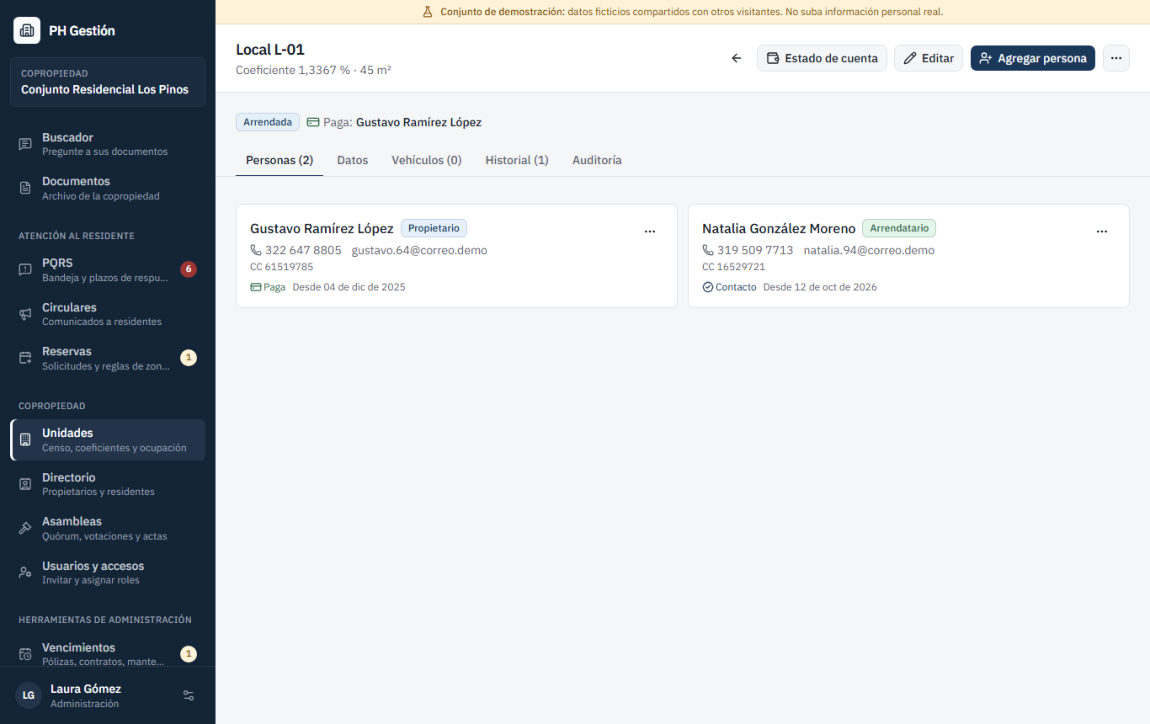 Conjunto de demostración: datos ficticios compartidos con otros visitantes. No suba información personal real.
PH Gestión
COPROPIEDAD
Conjunto Residencial Los Pinos
Buscador
Pregunte a sus documentos
Documentos
Archivo de la copropiedad
ATENCIÓN AL RESIDENTE
PQRS
Bandeja y plazos de respu...
6
Circulares
Comunicados a residentes
Reservas
Solicitudes y reglas de zon...
1
COPROPIEDAD
Unidades
Censo, coeficientes y ocupación
Directorio
Propietarios y residentes
Asambleas
Quórum, votaciones y actas
Usuarios y accesos
Invitar y asignar roles
HERRAMIENTAS DE ADMINISTRACIÓN
Vencimientos
Pólizas, contratos, mante...
1
LG
Laura Gómez
Administración
Local L-01
Coeficiente 1,3367 % · 45 m²
Estado de cuenta
Editar
Agregar persona
Arrendada
Paga: Gustavo Ramírez López
Personas (2)
Datos
Vehículos (0)
Historial (1)
Auditoría
Gustavo Ramírez López Propietario
322 647 8805 gustavo.64@correo.demo
CC 61519785
Paga Desde 04 de dic de 2025
Natalia González Moreno Arrendatario
319 509 7713 natalia.94@correo.demo
CC 16529721
Contacto Desde 12 de oct de 2026